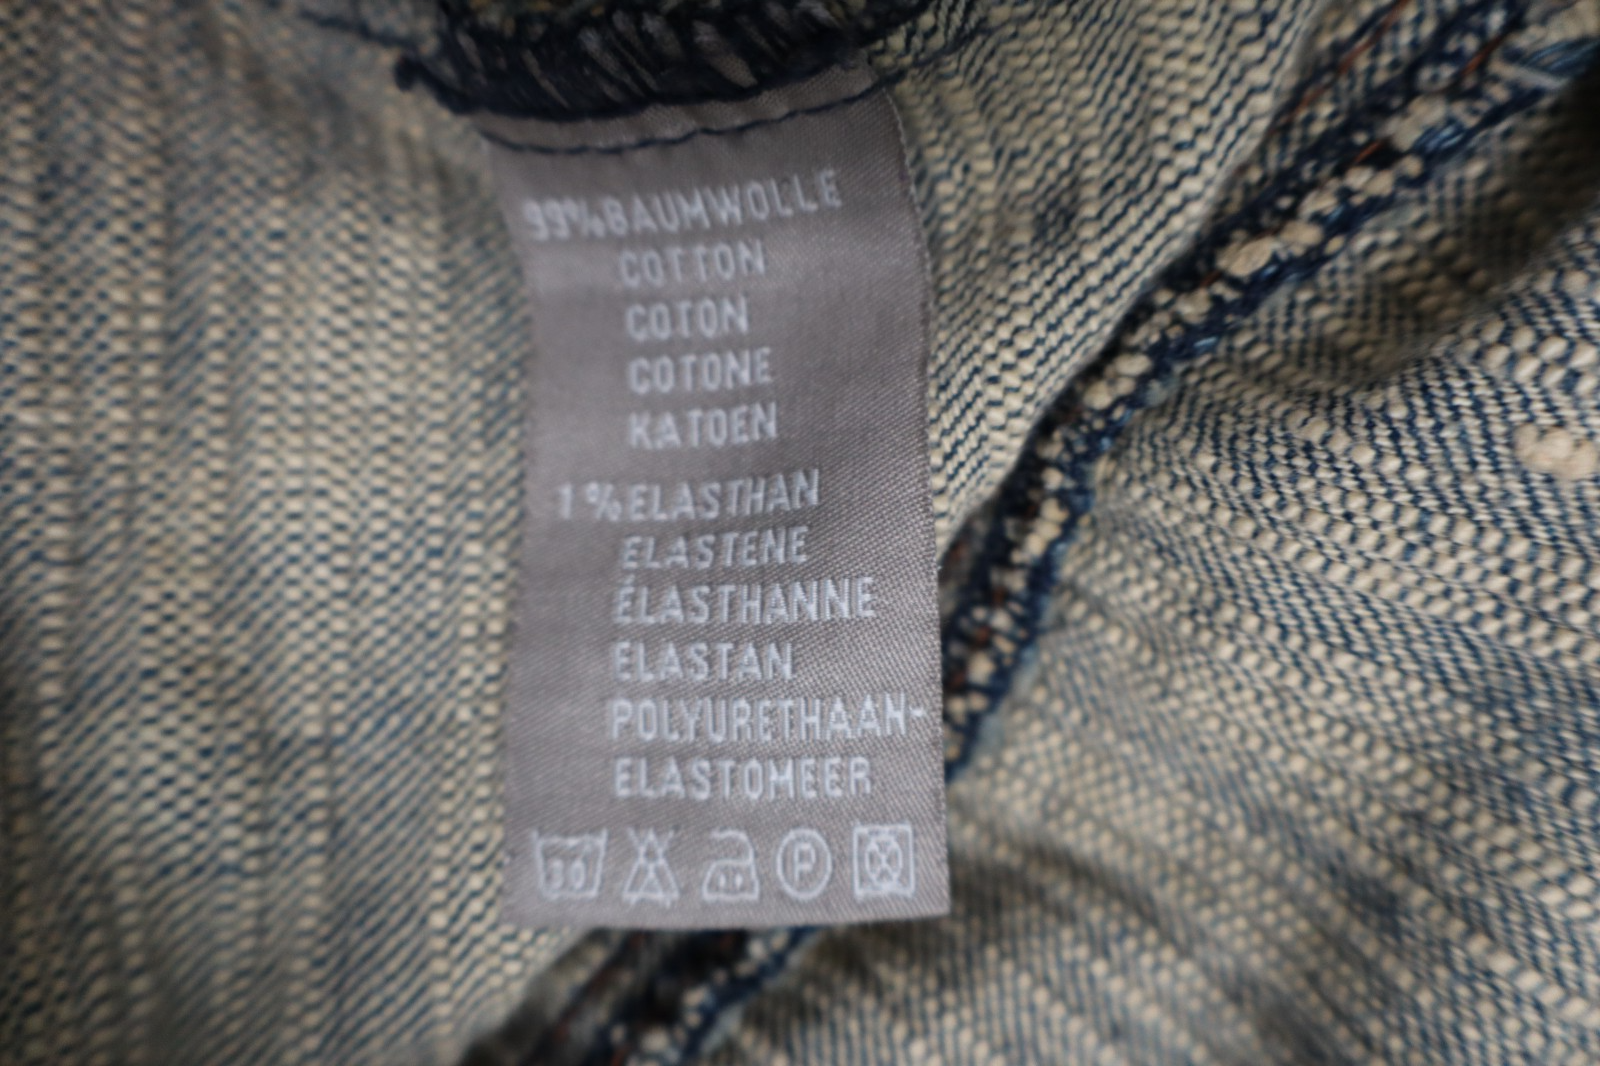 99%BAUMWOLLE
COTTON
COTON
COTONE
KATOEN
1%ELASTHAN
ELASTENE
ÉLASTHANNE
ELASTAN
POLYURETHAAN-
ELASTOMEER
30 P